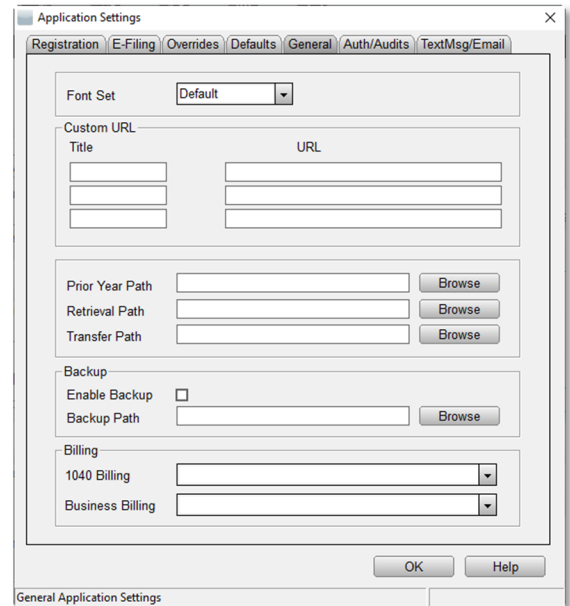 Application Settings
Registration E-Filing Overrides Defaults General Auth/Audits TextMsg/Email
Font Set Default
Custom URL
Title URL
Prior Year Path Browse
Retrieval Path Browse
Transfer Path Browse
Backup
Enable Backup
Backup Path Browse
Billing
1040 Billing
Business Billing
OK Help
General Application Settings